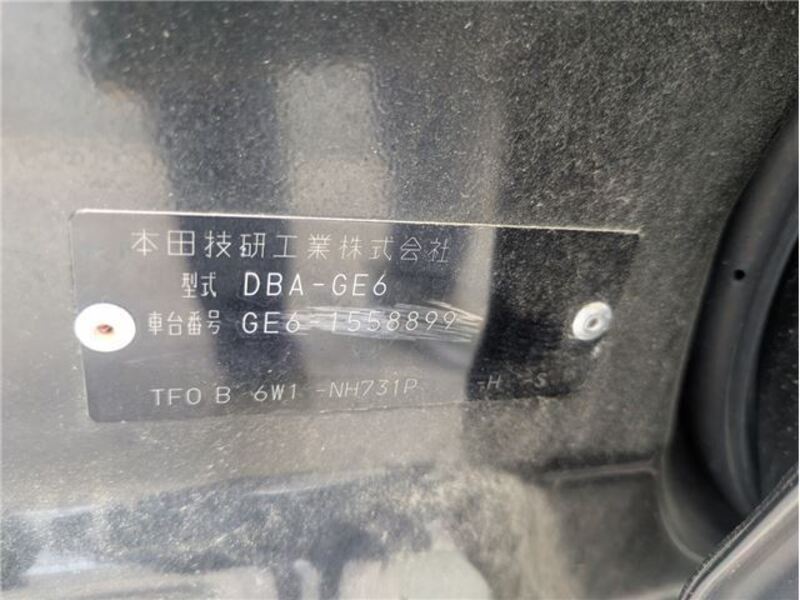 本田技研工業株式会社
型式 DBA-GE6
車台番号 GE6-1558899
TFO B 6W1 -NH731P -H -S